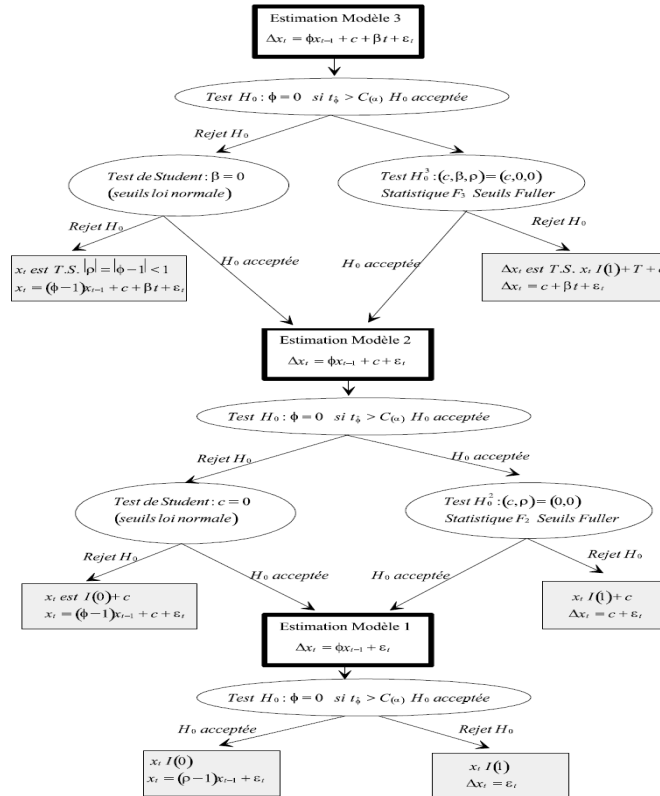 Estimation Modèle 3
Δxₜ = ϕxₜ₋₁ + c + βt + εₜ
Test H₀ : ϕ = 0 si t_ϕ̂ > C₍α₎ H₀ acceptée
Rejet H₀
H₀ acceptée
Test de Student : β = 0
(seuils loi normale)
Test H₀³ : (c, β, ρ) = (c, 0, 0)
Statistique F₃ Seuils Fuller
Rejet H₀
H₀ acceptée
H₀ acceptée
Rejet H₀
xₜ est T.S. |ρ| = |ϕ−1| < 1
xₜ = (ϕ−1)xₜ₋₁ + c + βt + εₜ
Δxₜ est T.S. xₜ I(1) + T +
Δxₜ = c + βt + εₜ
Estimation Modèle 2
Δxₜ = ϕxₜ₋₁ + c + εₜ
Test H₀ : ϕ = 0 si t_ϕ̂ > C₍α₎ H₀ acceptée
Rejet H₀
H₀ acceptée
Test de Student : c = 0
(seuils loi normale)
Test H₀² : (c, ρ) = (0, 0)
Statistique F₂ Seuils Fuller
Rejet H₀
H₀ acceptée
H₀ acceptée
Rejet H₀
xₜ est I(0) + c
xₜ = (ϕ−1)xₜ₋₁ + c + εₜ
xₜ I(1) + c
Δxₜ = c + εₜ
Estimation Modèle 1
Δxₜ = ϕxₜ₋₁ + εₜ
Test H₀ : ϕ = 0 si t_ϕ̂ > C₍α₎ H₀ acceptée
H₀ acceptée
Rejet H₀
xₜ I(0)
xₜ = (ρ−1)xₜ₋₁ + εₜ
xₜ I(1)
Δxₜ = εₜ